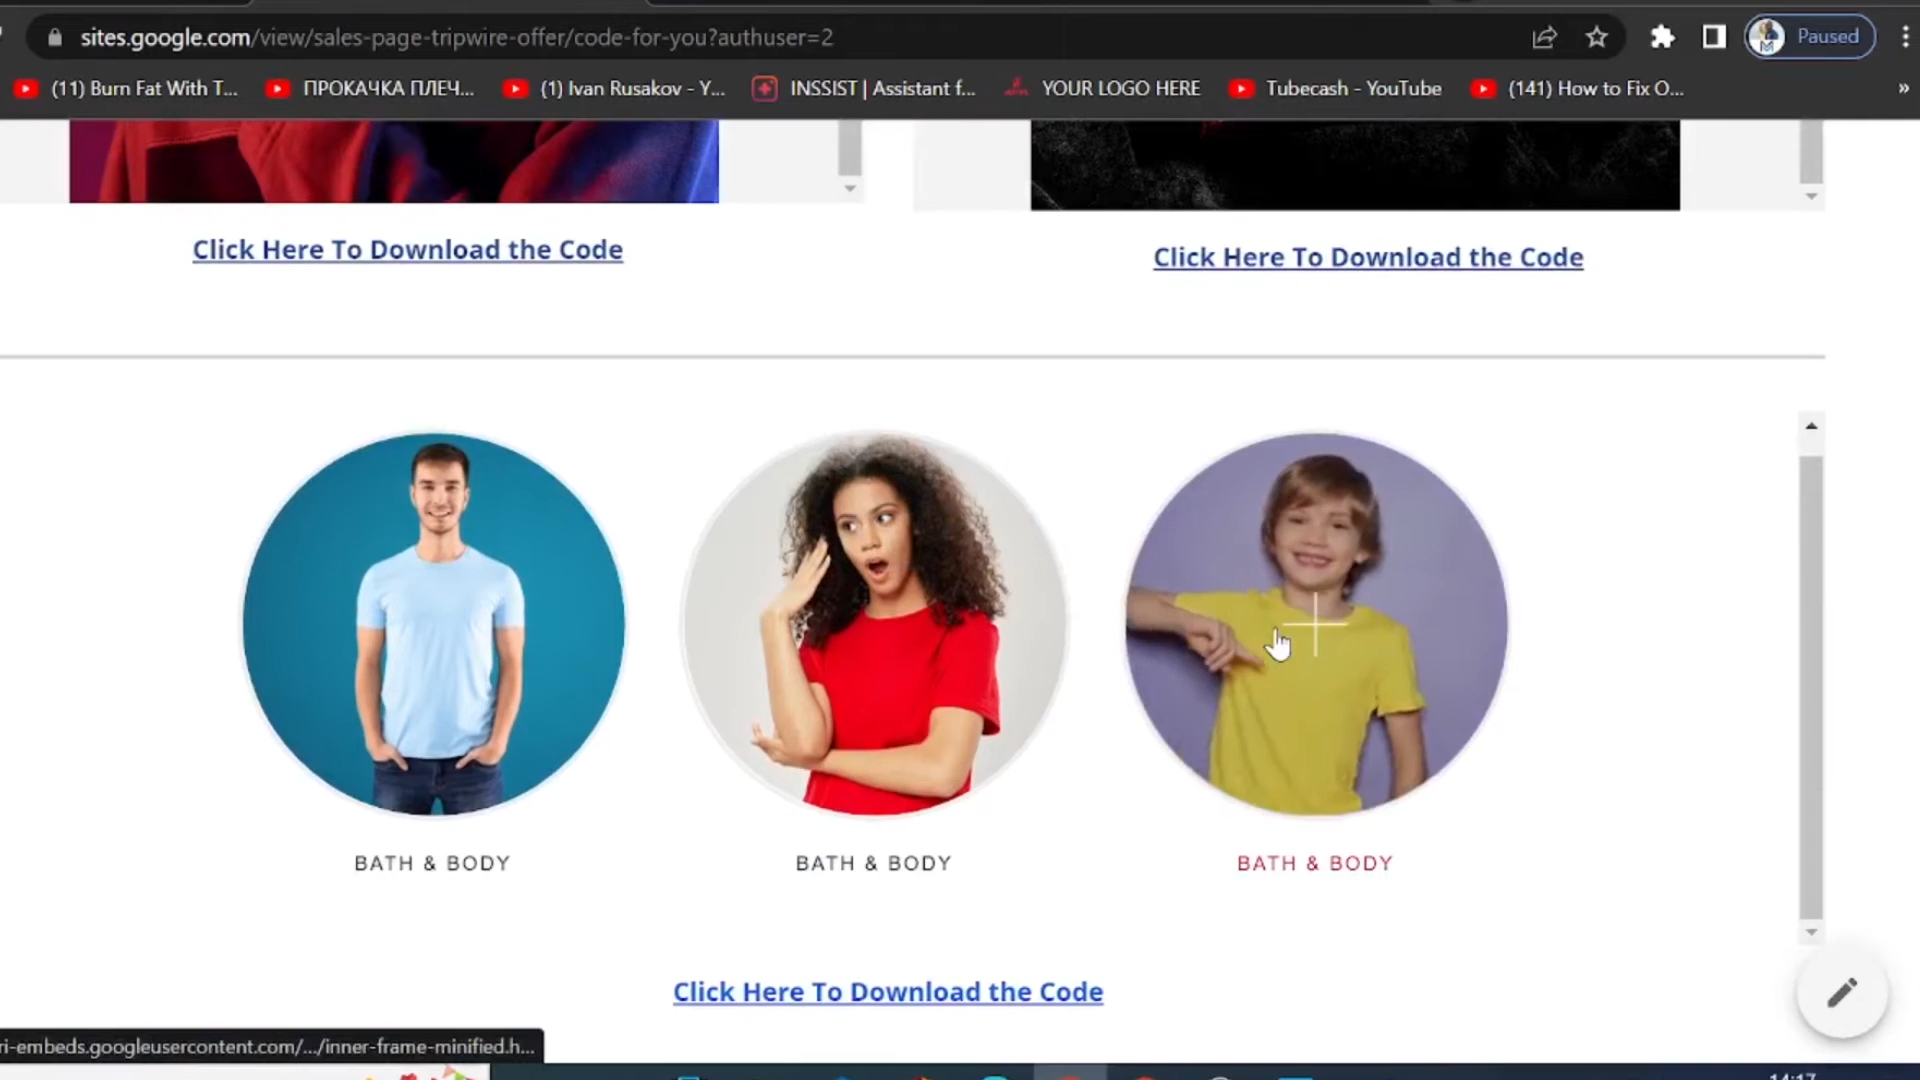 sites.google.com/view/sales-page-tripwire-offer/code-for-you?authuser=2
Paused
(11) Burn Fat With T...
ПРОКАЧКА ПЛЕЧ...
(1) Ivan Rusakov - Y...
INSSIST | Assistant f...
YOUR LOGO HERE
Tubecash - YouTube
(141) How to Fix O...
»
Click Here To Download the Code
Click Here To Download the Code
BATH & BODY
BATH & BODY
BATH & BODY
Click Here To Download the Code
ri-embeds.googleusercontent.com/.../inner-frame-minified.h...
14:17